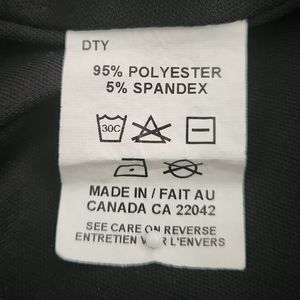 DTY
95% POLYESTER
5% SPANDEX
30C
MADE IN / FAIT AU
CANADA CA 22042
SEE CARE ON REVERSE
ENTRETIEN VOIR L'ENVERS